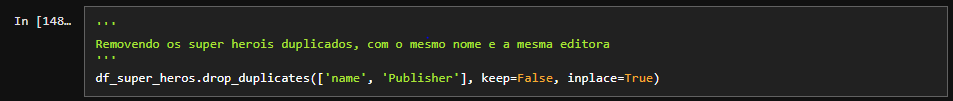 In [148…
'''
Removendo os super herois duplicados, com o mesmo nome e a mesma editora
'''
df_super_heros.drop_duplicates(['name', 'Publisher'], keep=False, inplace=True)